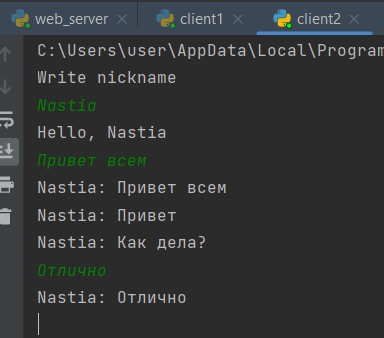 web_server client1 client2
C:\Users\user\AppData\Local\Program
Write nickname
Nastia
Hello, Nastia
Привет всем
Nastia: Привет всем
Nastia: Привет
Nastia: Как дела?
Отлично
Nastia: Отлично